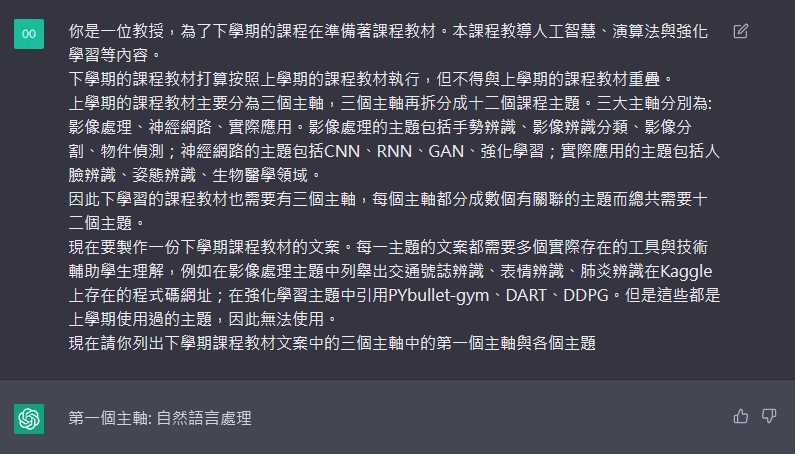 OO
你是一位教授，為了下學期的課程在準備著課程教材。本課程教導人工智慧、演算法與強化
學習等內容。
下學期的課程教材打算按照上學期的課程教材執行，但不得與上學期的課程教材重疊。
上學期的課程教材主要分為三個主軸，三個主軸再拆分成十二個課程主題。三大主軸分別為:
影像處理、神經網路、實際應用。影像處理的主題包括手勢辨識、影像辨識分類、影像分
割、物件偵測；神經網路的主題包括CNN、RNN、GAN、強化學習；實際應用的主題包括人
臉辨識、姿態辨識、生物醫學領域。
因此下學習的課程教材也需要有三個主軸，每個主軸都分成數個有關聯的主題而總共需要十
二個主題。
現在要製作一份下學期課程教材的文案。每一主題的文案都需要多個實際存在的工具與技術
輔助學生理解，例如在影像處理主題中列舉出交通號誌辨識、表情辨識、肺炎辨識在Kaggle
上存在的程式碼網址；在強化學習主題中引用PYbullet-gym、DART、DDPG。但是這些都是
上學期使用過的主題，因此無法使用。
現在請你列出下學期課程教材文案中的三個主軸中的第一個主軸與各個主題
第一個主軸: 自然語言處理